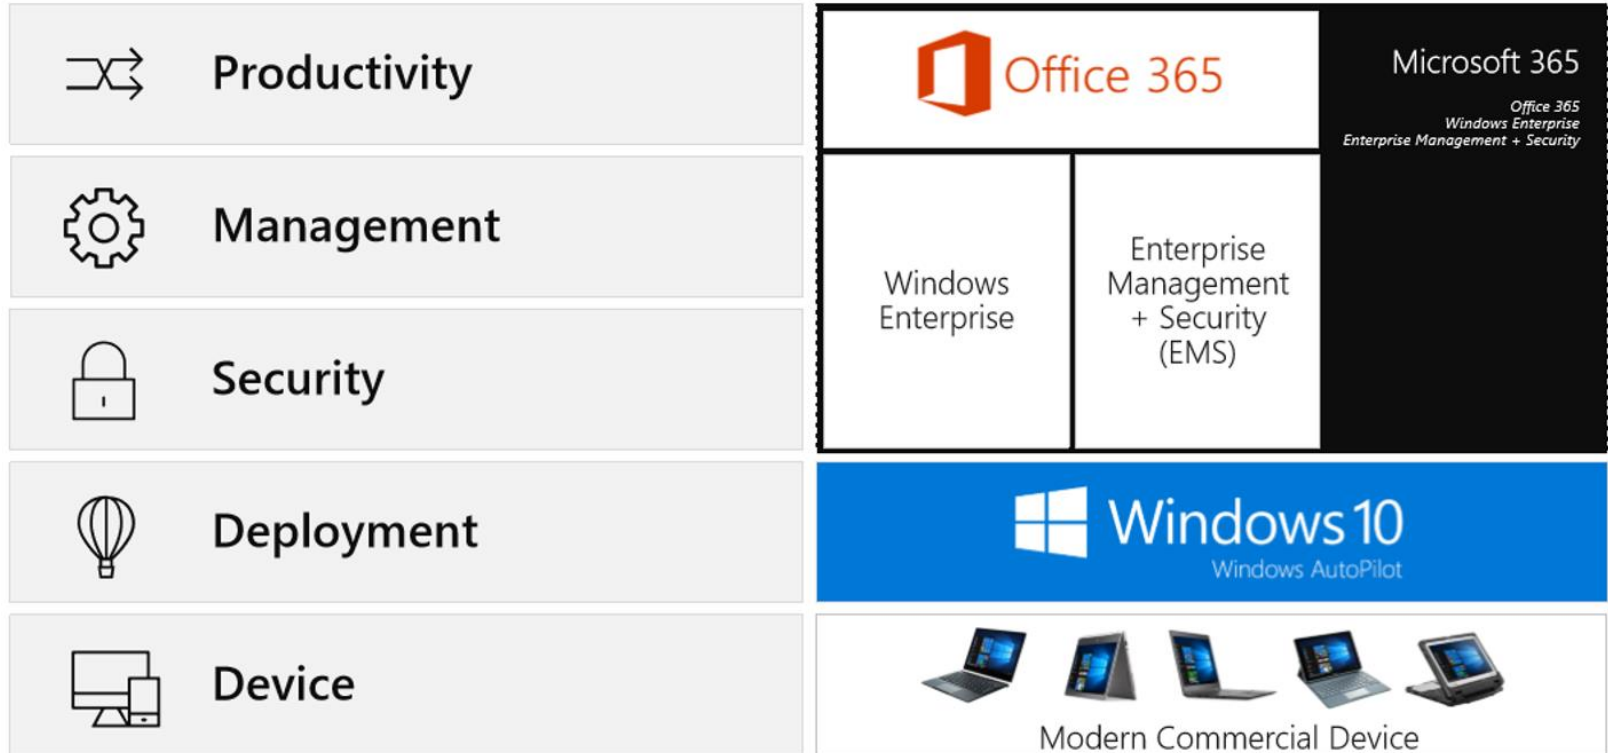 Productivity
Management
Security
Deployment
Device
Office 365
Microsoft 365
Office 365
Windows Enterprise
Enterprise Management + Security
Windows
Enterprise
Enterprise
Management
+ Security
(EMS)
Windows 10
Windows AutoPilot
Modern Commercial Device